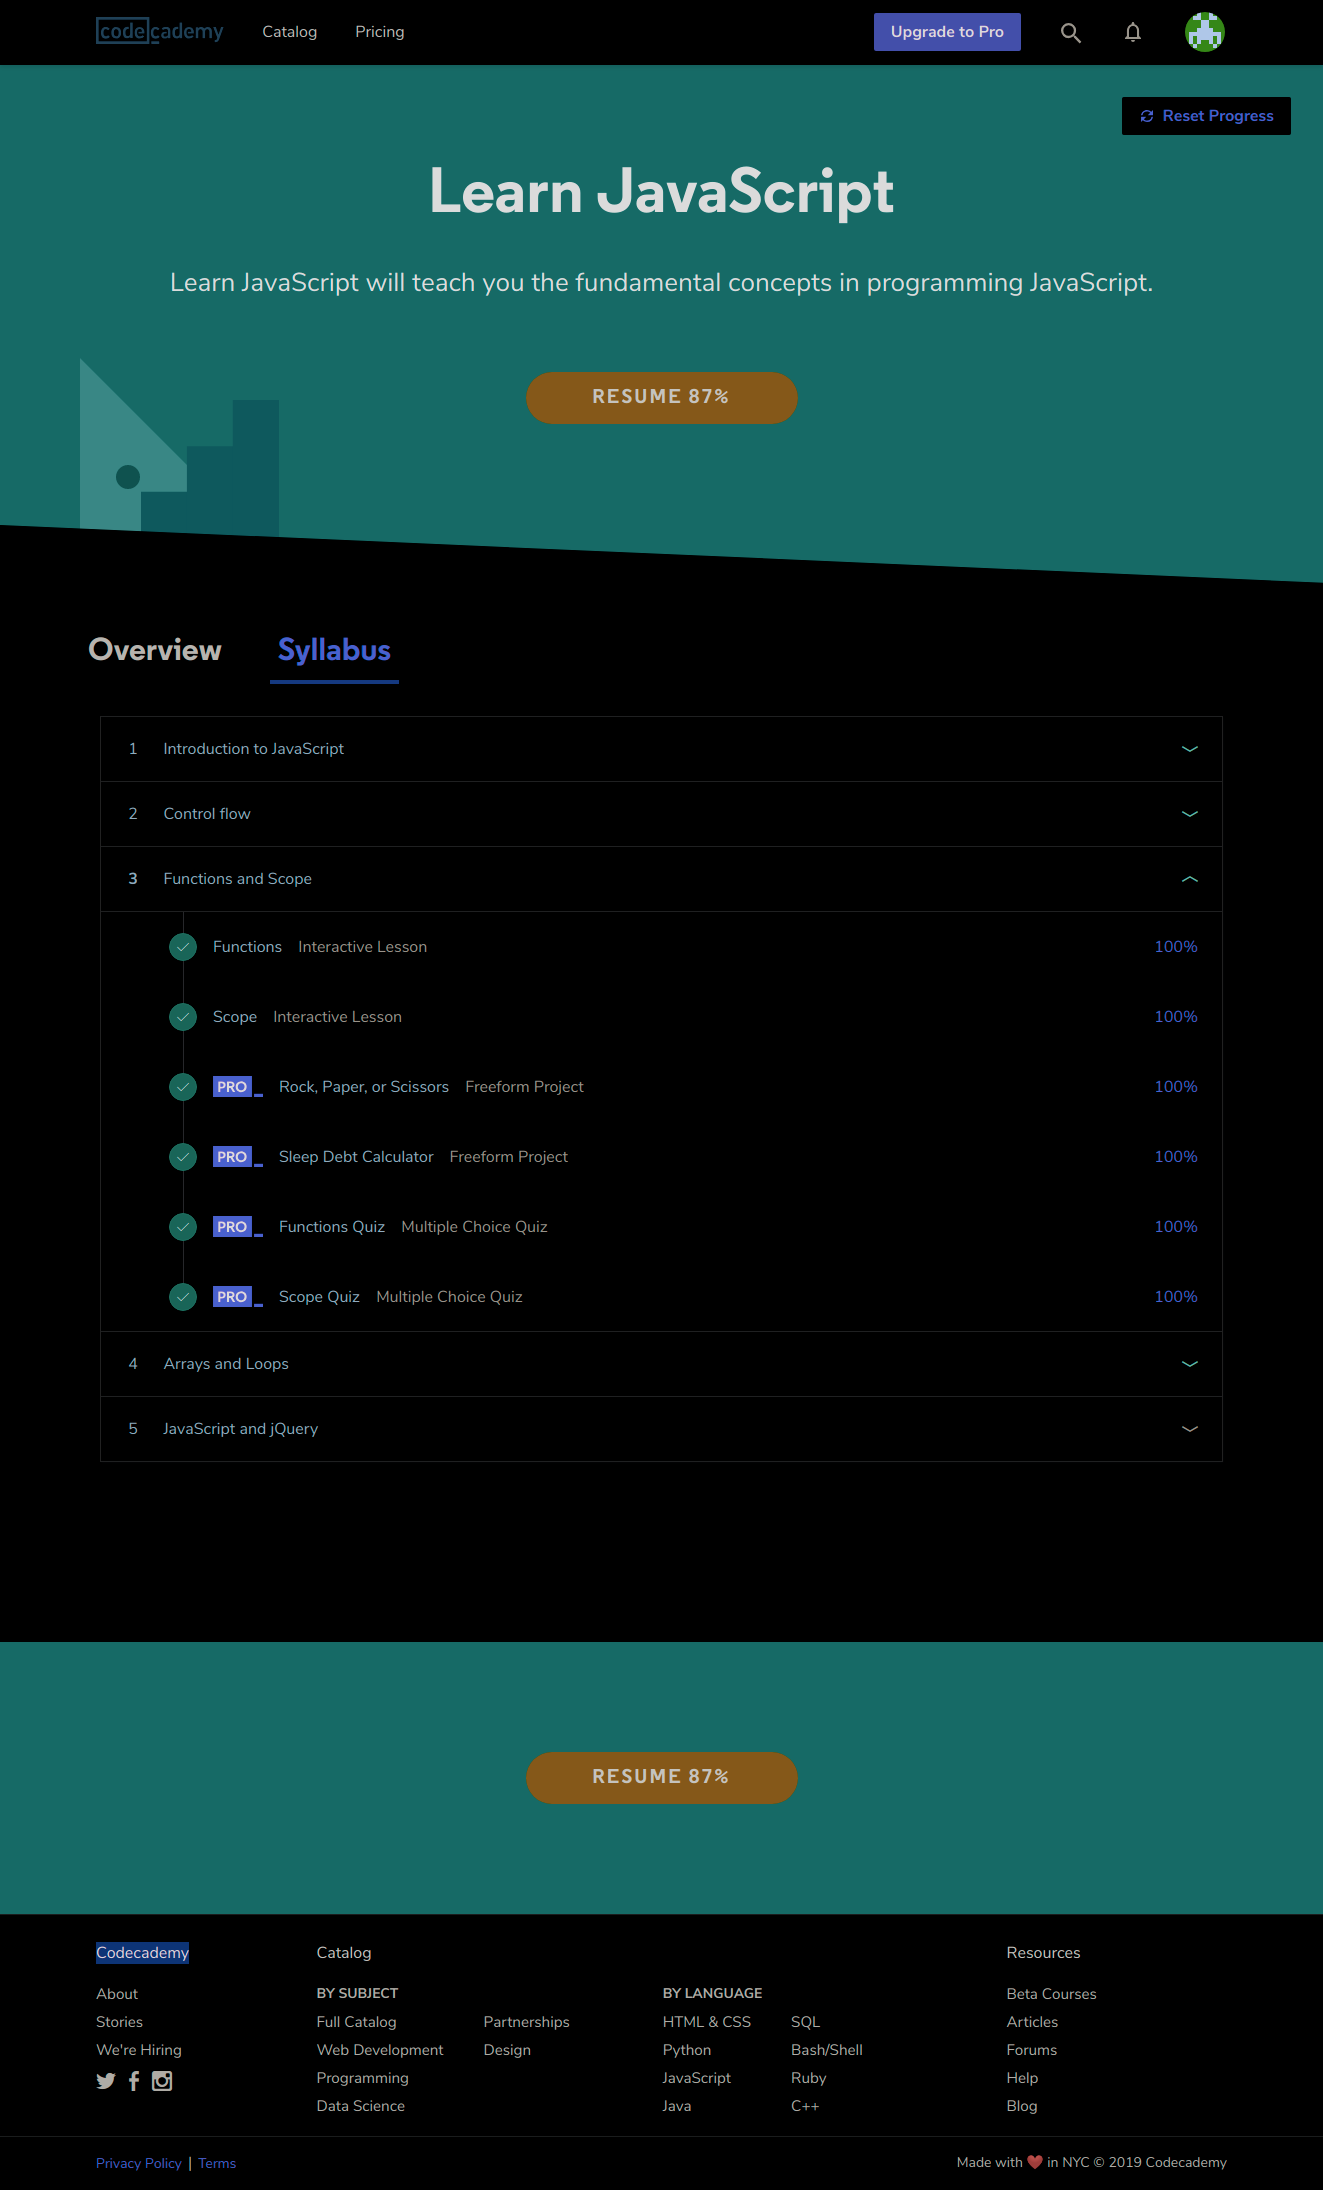 codecademy Catalog Pricing Upgrade to Pro
Reset Progress
Learn JavaScript
Learn JavaScript will teach you the fundamental concepts in programming JavaScript.
RESUME 87%
Overview Syllabus
1 Introduction to JavaScript
2 Control flow
3 Functions and Scope
Functions Interactive Lesson 100%
Scope Interactive Lesson 100%
PRO Rock, Paper, or Scissors Freeform Project 100%
PRO Sleep Debt Calculator Freeform Project 100%
PRO Functions Quiz Multiple Choice Quiz 100%
PRO Scope Quiz Multiple Choice Quiz 100%
4 Arrays and Loops
5 JavaScript and jQuery
RESUME 87%
Codecademy
About
Stories
We're Hiring
Catalog
BY SUBJECT
Full Catalog
Web Development
Programming
Data Science
Partnerships
Design
BY LANGUAGE
HTML & CSS
Python
JavaScript
Java
SQL
Bash/Shell
Ruby
C++
Resources
Beta Courses
Articles
Forums
Help
Blog
Privacy Policy | Terms
Made with ❤️ in NYC © 2019 Codecademy